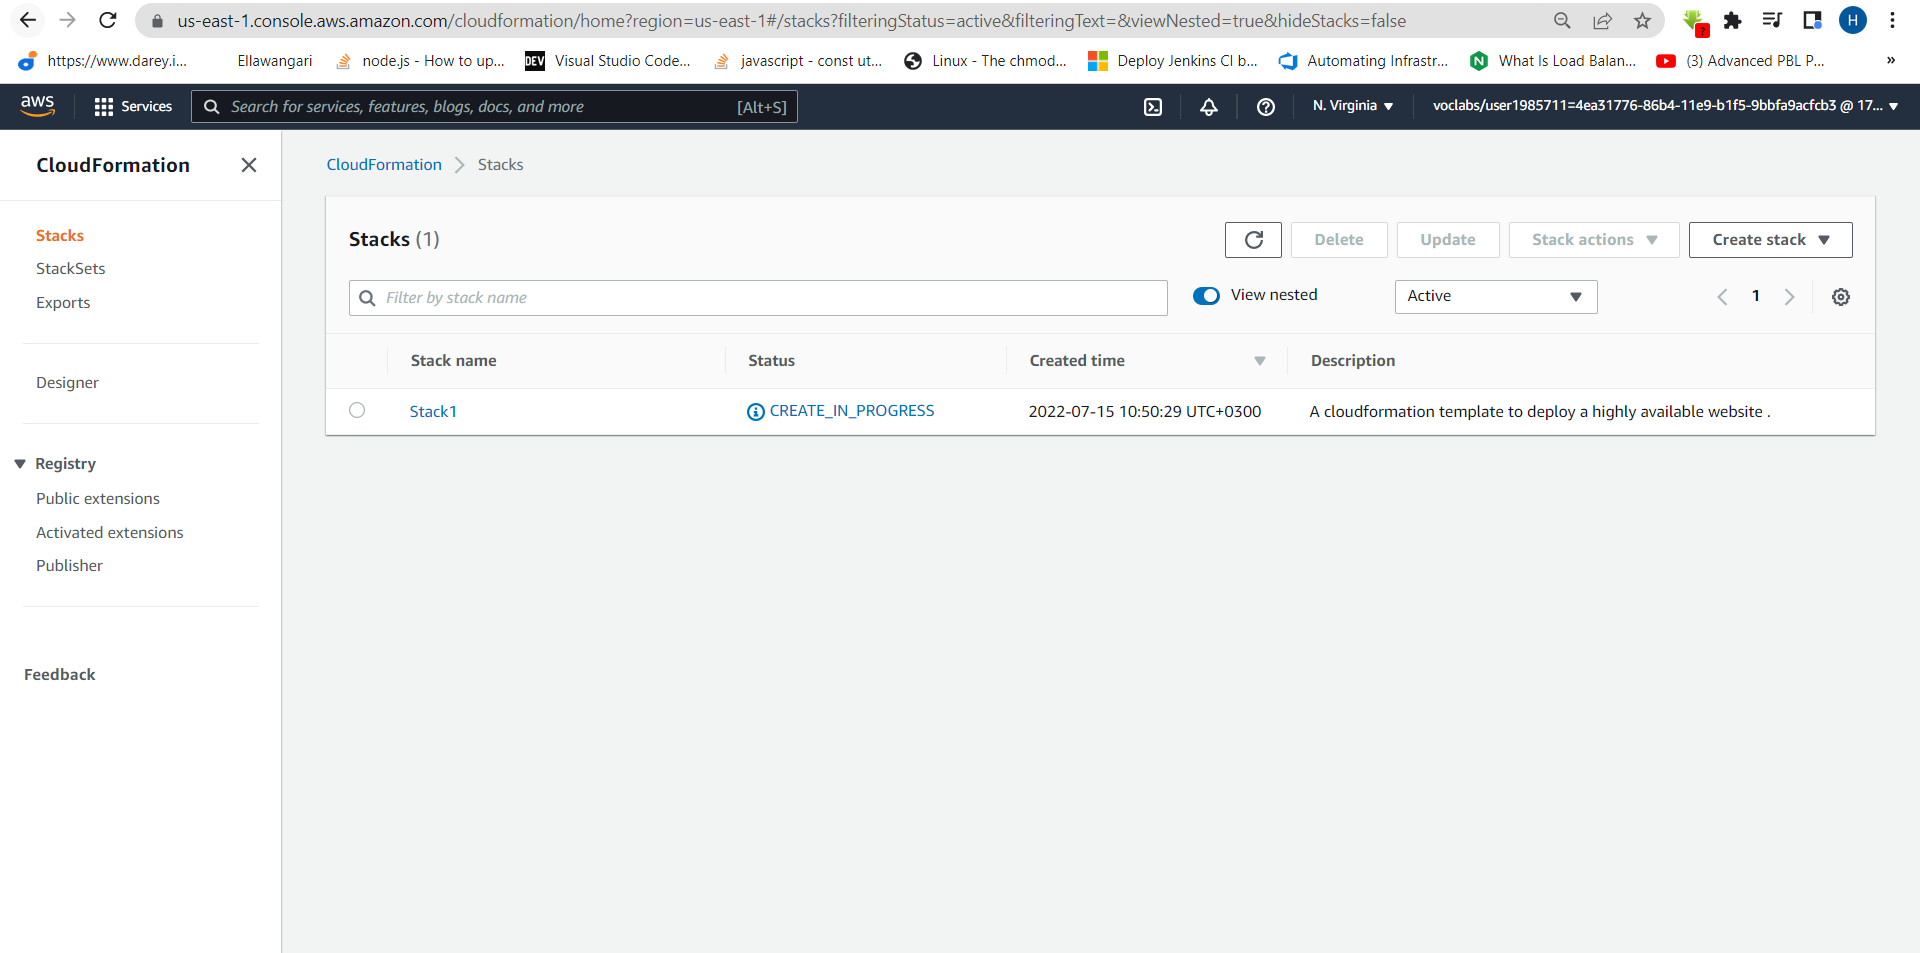 us-east-1.console.aws.amazon.com/cloudformation/home?region=us-east-1#/stacks?filteringStatus=active&filteringText=&viewNested=true&hideStacks=false
?
H
https://www.darey.i...
Ellawangari
node.js - How to up...
DEV
Visual Studio Code...
javascript - const ut...
Linux - The chmod...
Deploy Jenkins CI b...
Automating Infrastr...
N
What Is Load Balan...
(3) Advanced PBL P...
»
aws
Services
Search for services, features, blogs, docs, and more
[Alt+S]
N. Virginia
voclabs/user1985711=4ea31776-86b4-11e9-b1f5-9bbfa9acfcb3 @ 17...
CloudFormation
Stacks
StackSets
Exports
Designer
Registry
Public extensions
Activated extensions
Publisher
Feedback
CloudFormation
Stacks
Stacks (1)
Delete
Update
Stack actions
Create stack
Filter by stack name
View nested
Active
1
Stack name
Status
Created time
Description
Stack1
CREATE_IN_PROGRESS
2022-07-15 10:50:29 UTC+0300
A cloudformation template to deploy a highly available website .